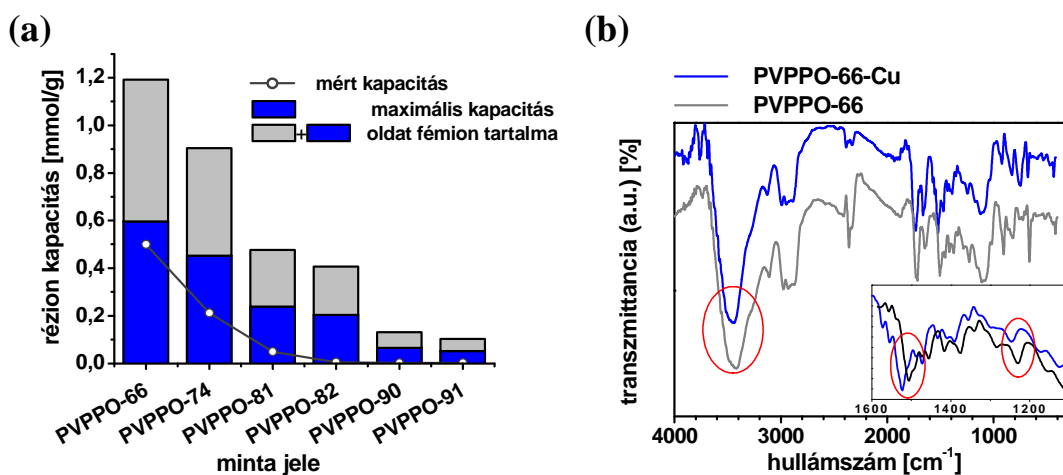 (a)
rézion kapacitás [mmol/g]
1,2
1,0
0,8
0,6
0,4
0,2
0,0
mért kapacitás
maximális kapacitás
+ oldat fémion tartalma
PVPPO-66
PVPPO-74
PVPPO-81
PVPPO-82
PVPPO-90
PVPPO-91
minta jele
(b)
PVPPO-66-Cu
PVPPO-66
transzmittancia (a.u.) [%]
1600 1400 1200
4000 3000 2000 1000
hullámszám [cm⁻¹]